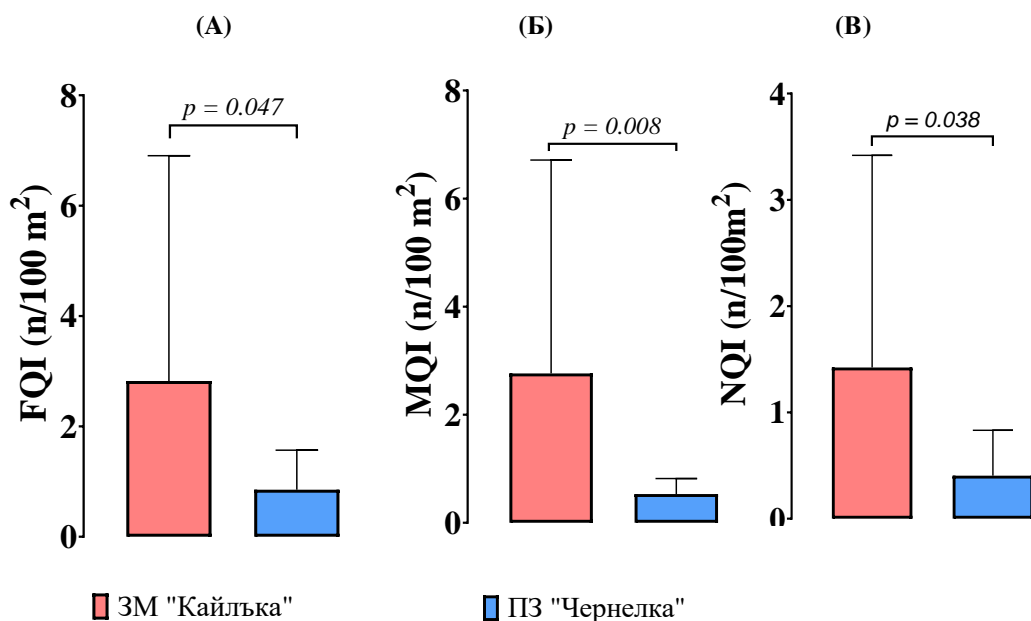 (А)
8
6
4
2
0
FQI (n/100 m²)
p = 0.047
(Б)
8
6
4
2
0
MQI (n/100 m²)
p = 0.008
(В)
4
3
2
1
0
NQI (n/100m²)
p = 0.038
ЗМ "Кайлъка"
ПЗ "Чернелка"